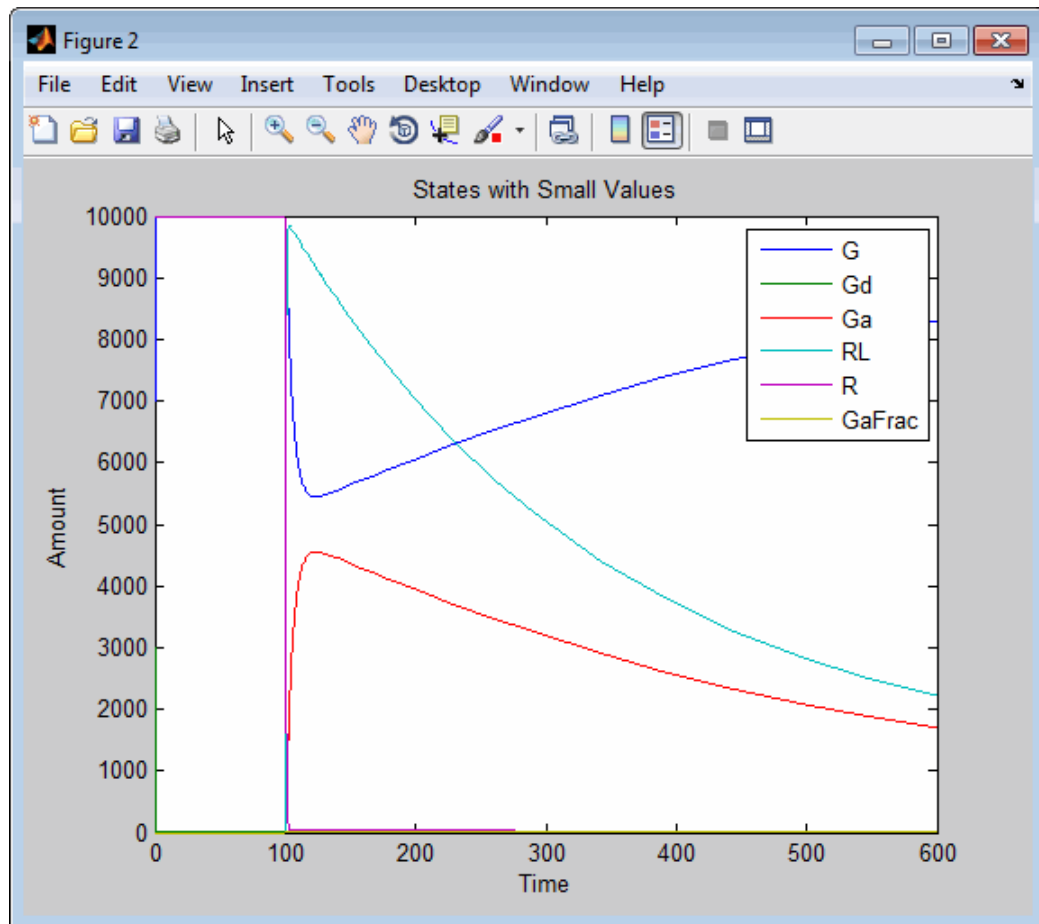 Figure 2
File Edit View Insert Tools Desktop Window Help
States with Small Values
10000
9000
8000
7000
6000
5000
4000
3000
2000
1000
0
Amount
G
Gd
Ga
RL
R
GaFrac
0 100 200 300 400 500 600
Time